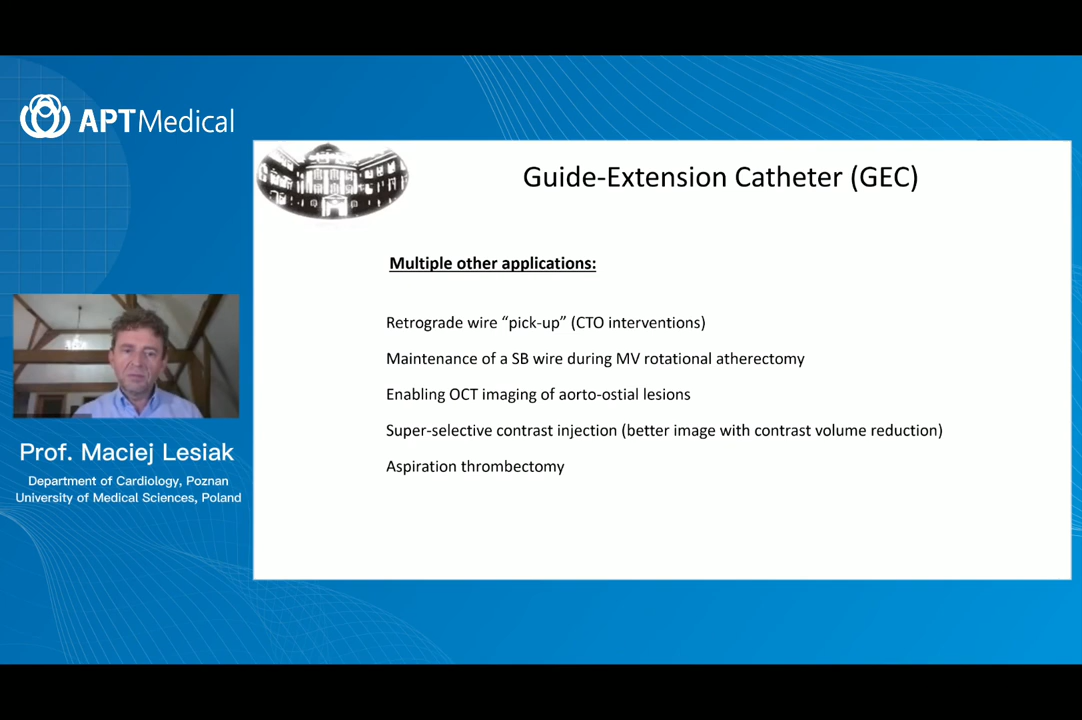 APTMedical
Guide-Extension Catheter (GEC)
Multiple other applications:
Retrograde wire “pick-up” (CTO interventions)
Maintenance of a SB wire during MV rotational atherectomy
Enabling OCT imaging of aorto-ostial lesions
Super-selective contrast injection (better image with contrast volume reduction)
Aspiration thrombectomy
Prof. Maciej Lesiak
Department of Cardiology, Poznan
University of Medical Sciences, Poland